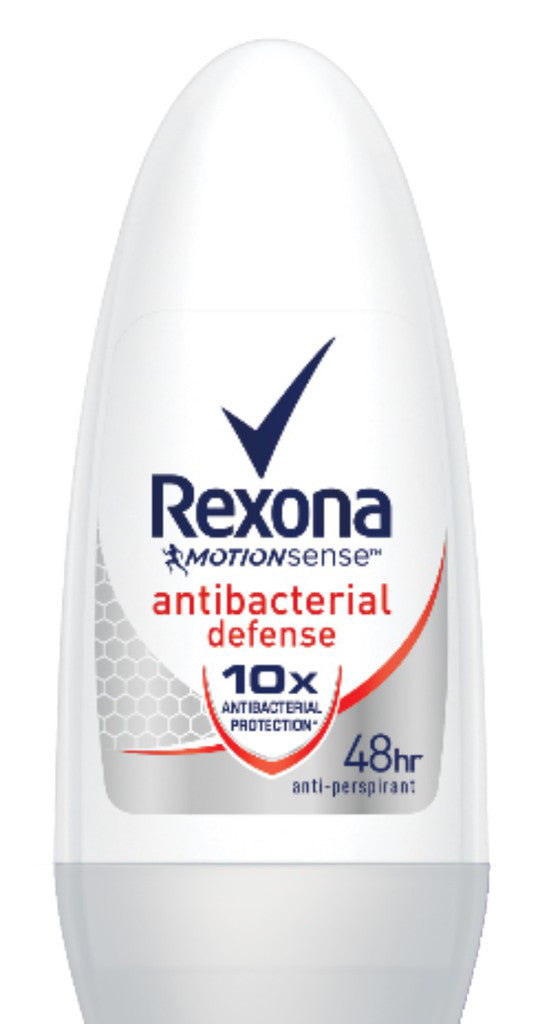 Rexona
MOTIONsense™
antibacterial
defense
10x
ANTIBACTERIAL
PROTECTION*
48hr
anti-perspirant